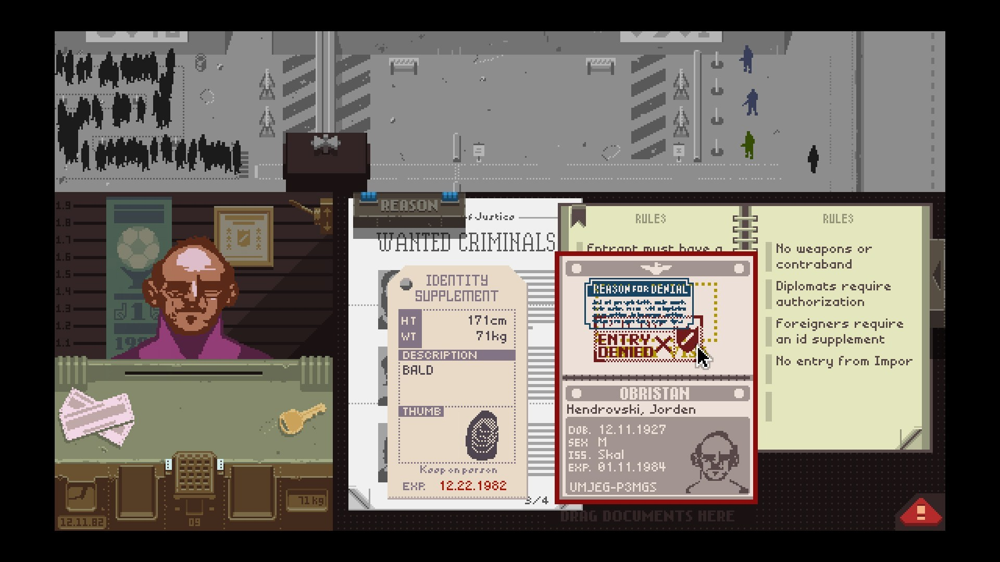 REASON
of Justice
WANTED CRIMINALS
RULES
Entrant must have a
RULES
No weapons or
contraband
Diplomats require
authorization
Foreigners require
an id supplement
No entry from Impor
1.9
1.8
1.7
1.6
1.5
1.4
1.3
1.2
1.1
IDENTITY
SUPPLEMENT
HT 171cm
WT 71kg
DESCRIPTION
BALD
THUMB
Keep on person
EXP. 12.22.1982
3/4
REASON FOR DENIAL
ENTRY
DENIED
OBRISTAN
Hendrovski, Jorden
DOB. 12.11.1927
SEX M
ISS. Skal
EXP. 01.11.1984
UMJEG-P3MGS
DRAG DOCUMENTS HERE
71kg
12.11.82
09